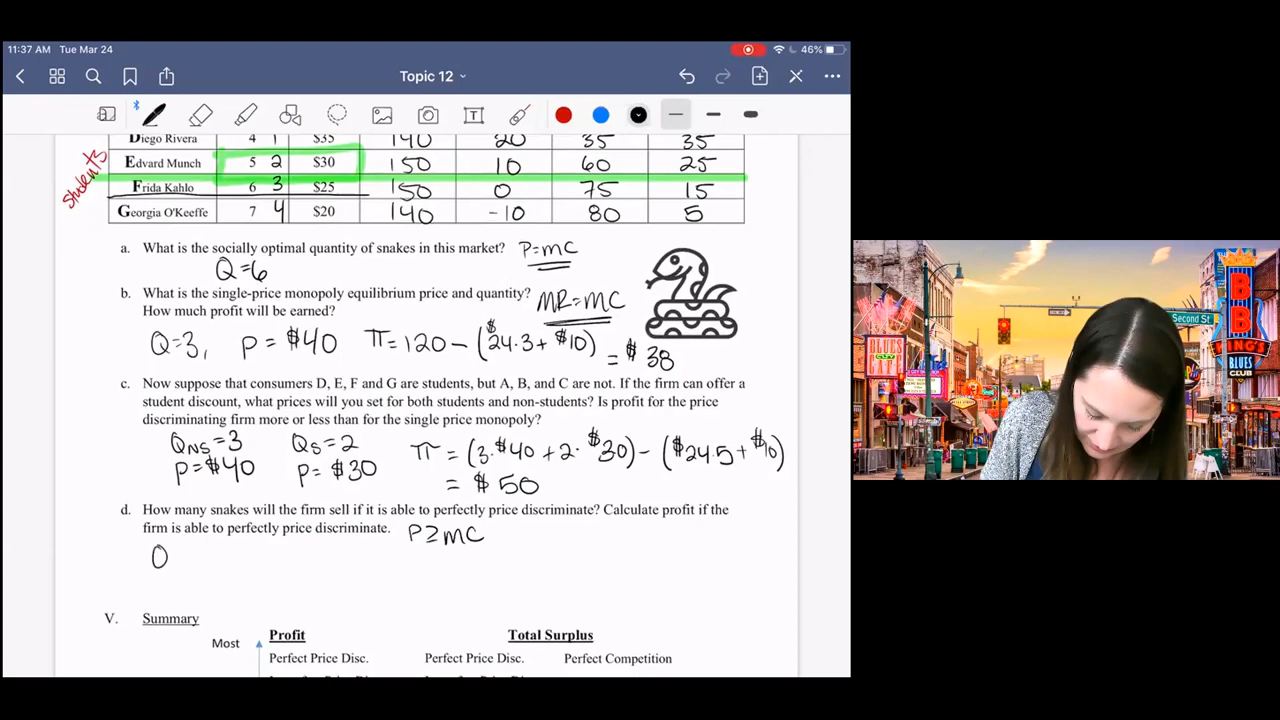 11:37 AM Tue Mar 24
46%
Topic 12
Diego Rivera 4 1 $35 140 20 35 35
Edvard Munch 5 2 $30 150 10 60 25
Frida Kahlo 6 3 $25 150 0 75 15
Georgia O'Keeffe 7 4 $20 140 -10 80 5
students
a. What is the socially optimal quantity of snakes in this market? P=MC
Q=6
b. What is the single-price monopoly equilibrium price and quantity? MR=MC
How much profit will be earned?
Q=3, P=$40 π=120-($24·3+$10)
=$38
c. Now suppose that consumers D, E, F and G are students, but A, B, and C are not. If the firm can offer a
student discount, what prices will you set for both students and non-students? Is profit for the price
discriminating firm more or less than for the single price monopoly?
QNS=3 QS=2 π=(3·$40+2·$30)-($24·5+$10)
P=$40 P=$30
=$50
d. How many snakes will the firm sell if it is able to perfectly price discriminate? Calculate profit if the
firm is able to perfectly price discriminate. P≥MC
0
V. Summary
Most Profit Total Surplus
Perfect Price Disc. Perfect Price Disc. Perfect Competition
BLUES
CAFE
Second St
BB
KING'S
BLUES
CLUB